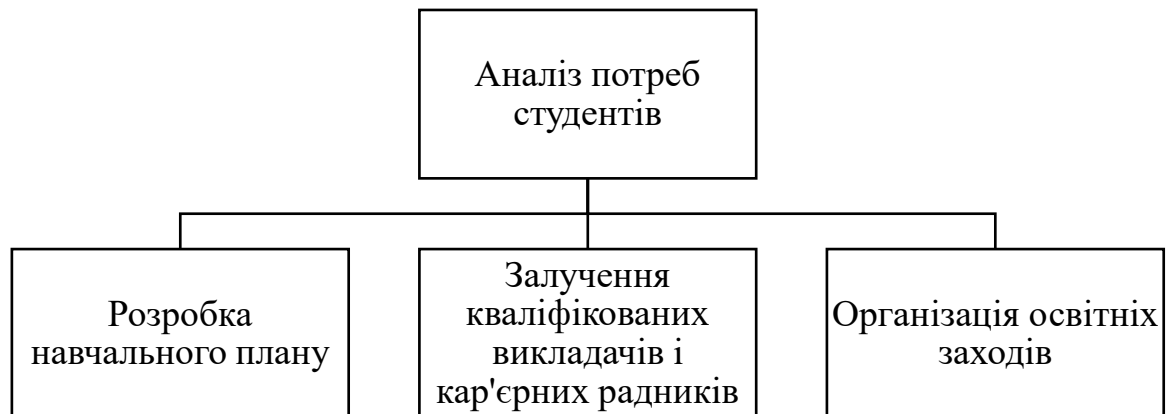 Аналіз потреб
студентів
Розробка
навчального плану
Залучення
кваліфікованих
викладачів і
кар'єрних радників
Організація освітніх
заходів